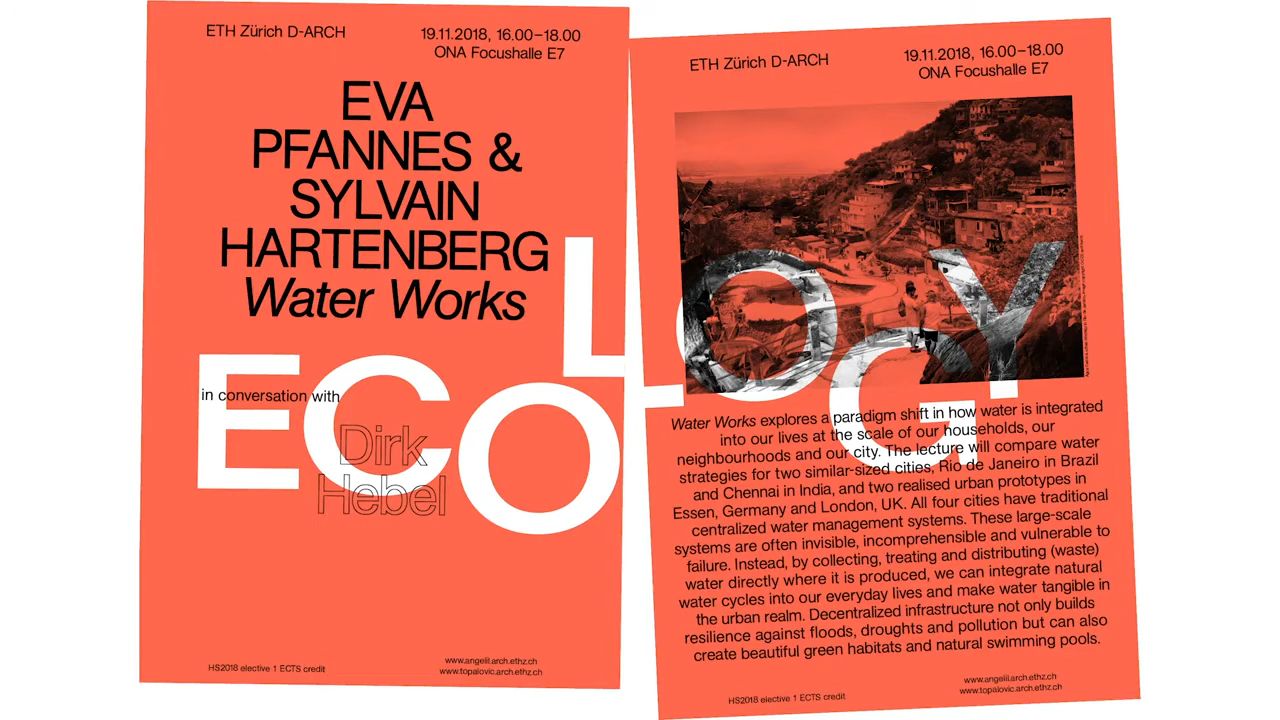 ETH Zürich D-ARCH
19.11.2018, 16.00–18.00
ONA Focushalle E7
EVA
PFANNES &
SYLVAIN
HARTENBERG
Water Works
ECOL
in conversation with
Dirk
Hebel
HS2018 elective 1 ECTS credit
www.angelil.arch.ethz.ch
www.topalovic.arch.ethz.ch
ETH Zürich D-ARCH
19.11.2018, 16.00–18.00
ONA Focushalle E7
OGY
Water Works explores a paradigm shift in how water is integrated
into our lives at the scale of our households, our
neighbourhoods and our city. The lecture will compare water
strategies for two similar-sized cities, Rio de Janeiro in Brazil
and Chennai in India, and two realised urban prototypes in
Essen, Germany and London, UK. All four cities have traditional
centralized water management systems. These large-scale
systems are often invisible, incomprehensible and vulnerable to
failure. Instead, by collecting, treating and distributing (waste)
water directly where it is produced, we can integrate natural
water cycles into our everyday lives and make water tangible in
the urban realm. Decentralized infrastructure not only builds
resilience against floods, droughts and pollution but can also
create beautiful green habitats and natural swimming pools.
HS2018 elective 1 ECTS credit
www.angelil.arch.ethz.ch
www.topalovic.arch.ethz.ch